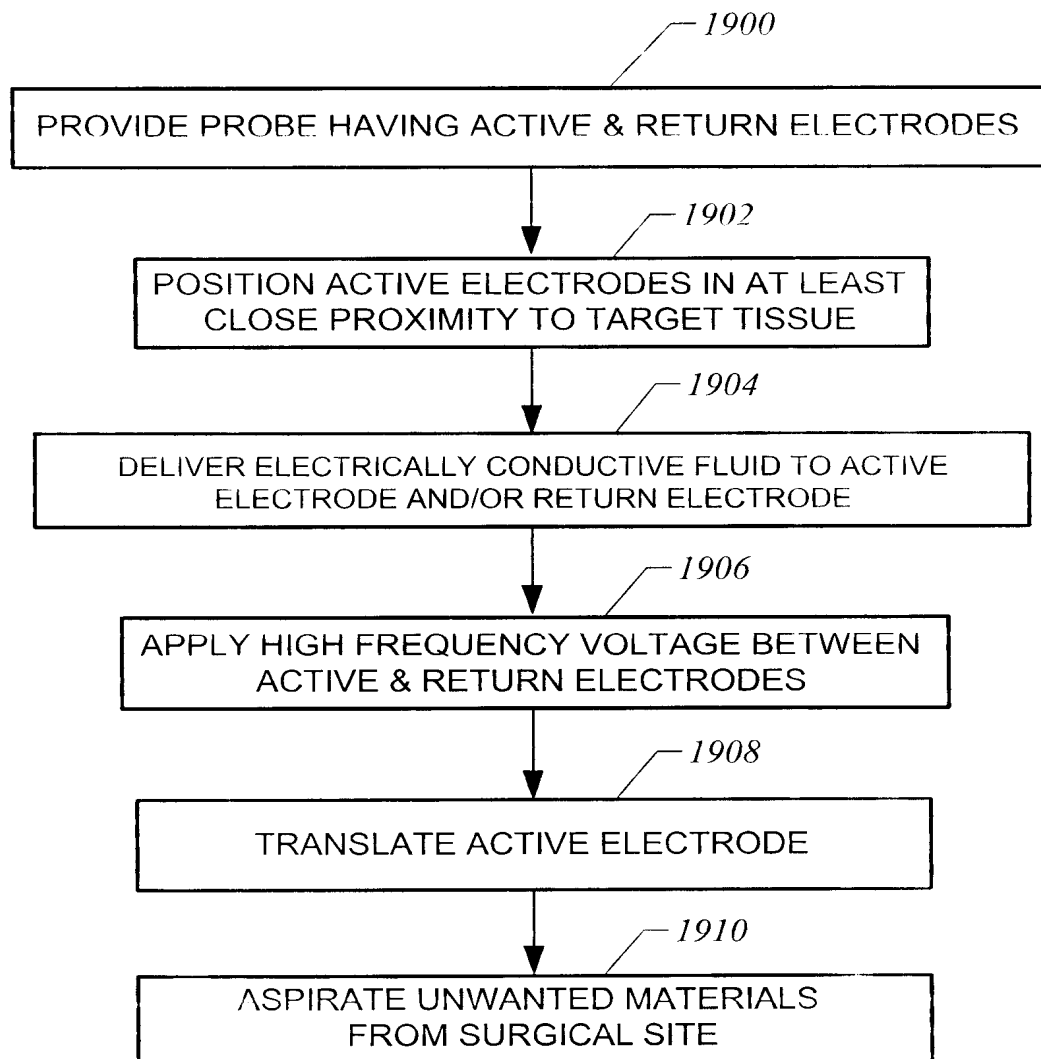 1900
PROVIDE PROBE HAVING ACTIVE & RETURN ELECTRODES
1902
POSITION ACTIVE ELECTRODES IN AT LEAST
CLOSE PROXIMITY TO TARGET TISSUE
1904
DELIVER ELECTRICALLY CONDUCTIVE FLUID TO ACTIVE
ELECTRODE AND/OR RETURN ELECTRODE
1906
APPLY HIGH FREQUENCY VOLTAGE BETWEEN
ACTIVE & RETURN ELECTRODES
1908
TRANSLATE ACTIVE ELECTRODE
1910
ASPIRATE UNWANTED MATERIALS
FROM SURGICAL SITE